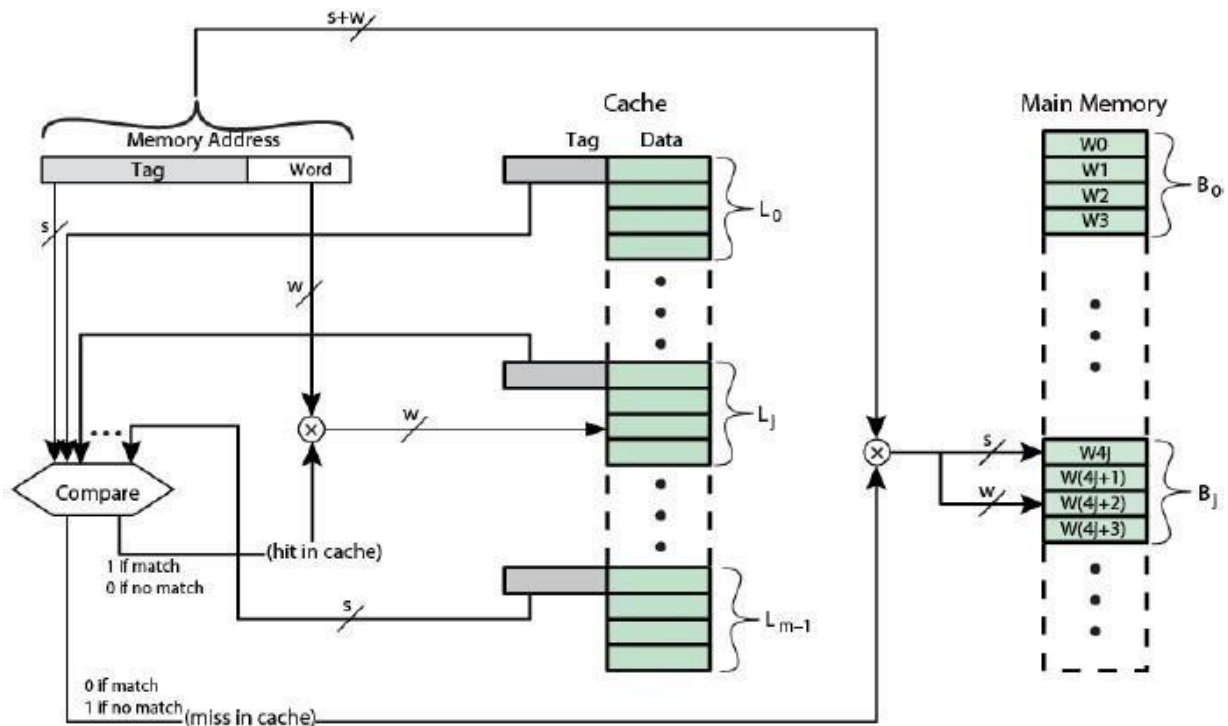 s+w
Cache
Main Memory
Memory Address
Tag Data
Tag Word
W0
W1
W2
W3
B0
L0
s
w
w
Lj
s
W4j
W(4j+1)
W(4j+2)
W(4j+3)
w
Bj
Compare
(hit in cache)
1 if match
0 if no match
s
Lm–1
0 if match
1 if no match
(miss in cache)